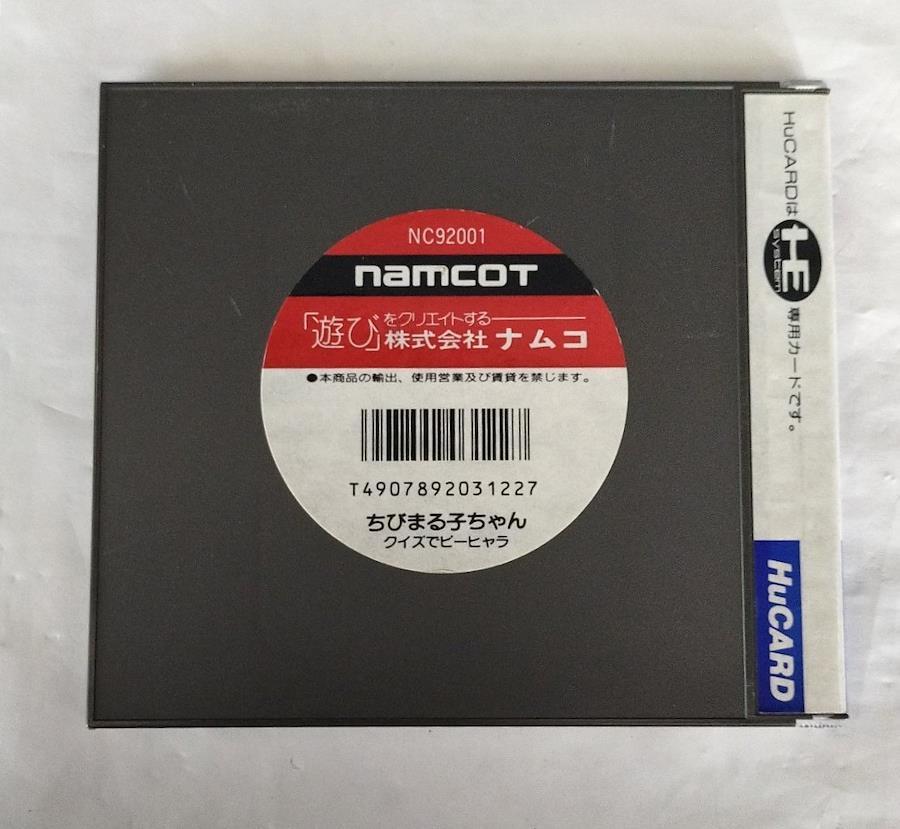 NC92001
namcot
「遊び」をクリエイトする
株式会社ナムコ
●本商品の輸出、使用営業及び賃貸を禁じます。
T4907892031227
ちびまる子ちゃん
クイズでピーヒャラ
HuCARDは HE system 専用カードです。
HuCARD